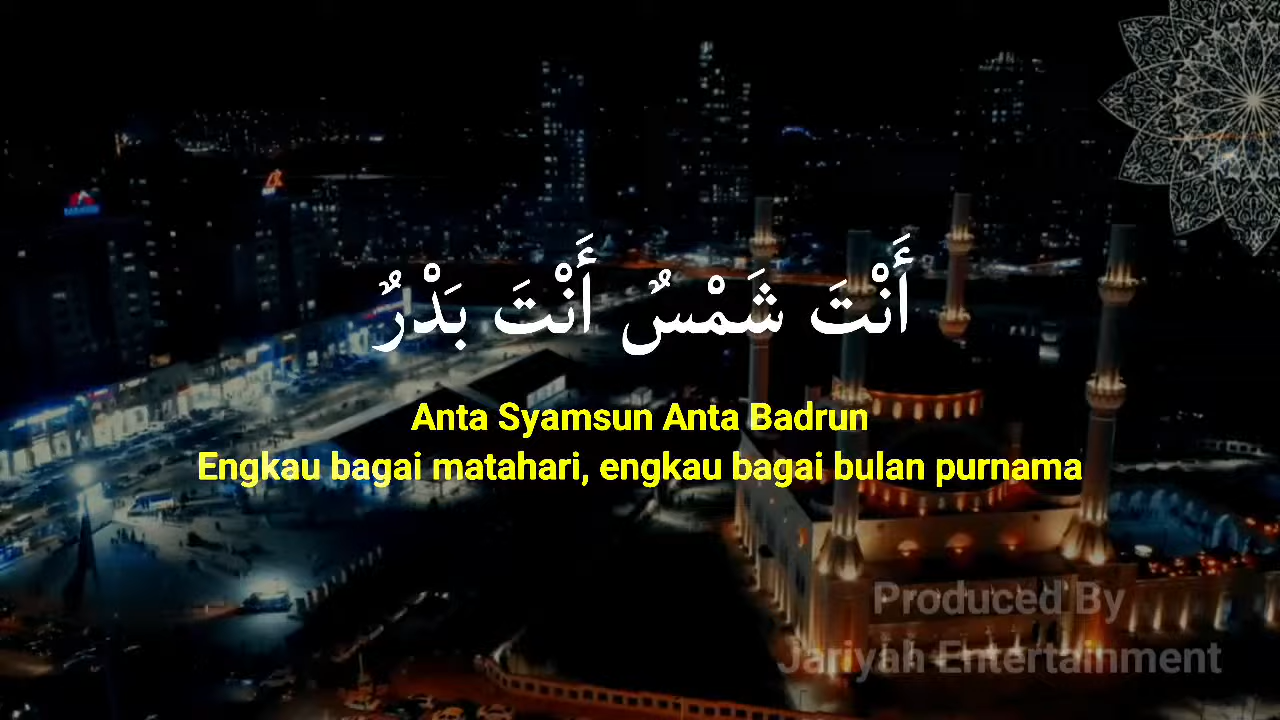 أَنْتَ شَمْسٌ أَنْتَ بَدْرٌ
Anta Syamsun Anta Badrun
Engkau bagai matahari, engkau bagai bulan purnama
Produced By
Jariyah Entertainment